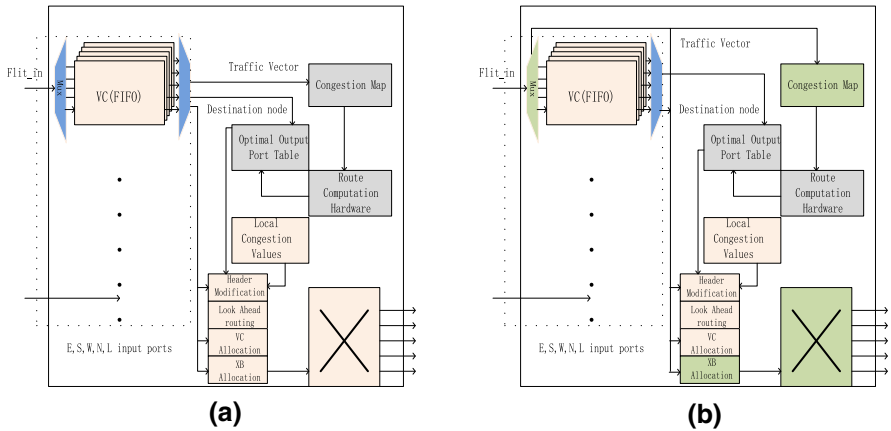 Flit_in
Mux
VC(FIFO)
Traffic Vector
Congestion Map
Destination node
Optimal Output
Port Table
Route
Computation
Hardware
Local
Congestion
Values
Header
Modification
Look Ahead
routing
VC
Allocation
XB
Allocation
E,S,W,N,L input ports
(a)
Flit_in
Mux
VC(FIFO)
Traffic Vector
Congestion Map
Destination node
Optimal Output
Port Table
Route
Computation
Hardware
Local
Congestion
Values
Header
Modification
Look Ahead
routing
VC
Allocation
XB
Allocation
E,S,W,N,L input ports
(b)